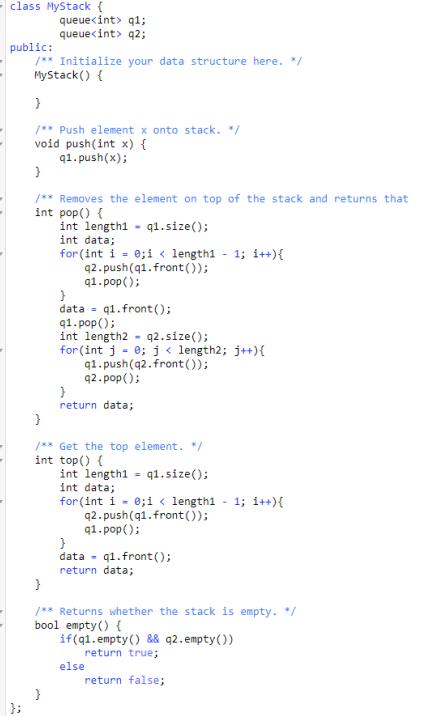 class MyStack {
queue<int> q1;
queue<int> q2;
public:
/** Initialize your data structure here. */
MyStack() {
}
/** Push element x onto stack. */
void push(int x) {
q1.push(x);
}
/** Removes the element on top of the stack and returns that
int pop() {
int length1 = q1.size();
int data;
for(int i = 0;i < length1 - 1; i++){
q2.push(q1.front());
q1.pop();
}
data = q1.front();
q1.pop();
int length2 = q2.size();
for(int j = 0; j < length2; j++){
q1.push(q2.front());
q2.pop();
}
return data;
}
/** Get the top element. */
int top() {
int length1 = q1.size();
int data;
for(int i = 0;i < length1 - 1; i++){
q2.push(q1.front());
q1.pop();
}
data = q1.front();
return data;
}
/** Returns whether the stack is empty. */
bool empty() {
if(q1.empty() && q2.empty())
return true;
else
return false;
}
};